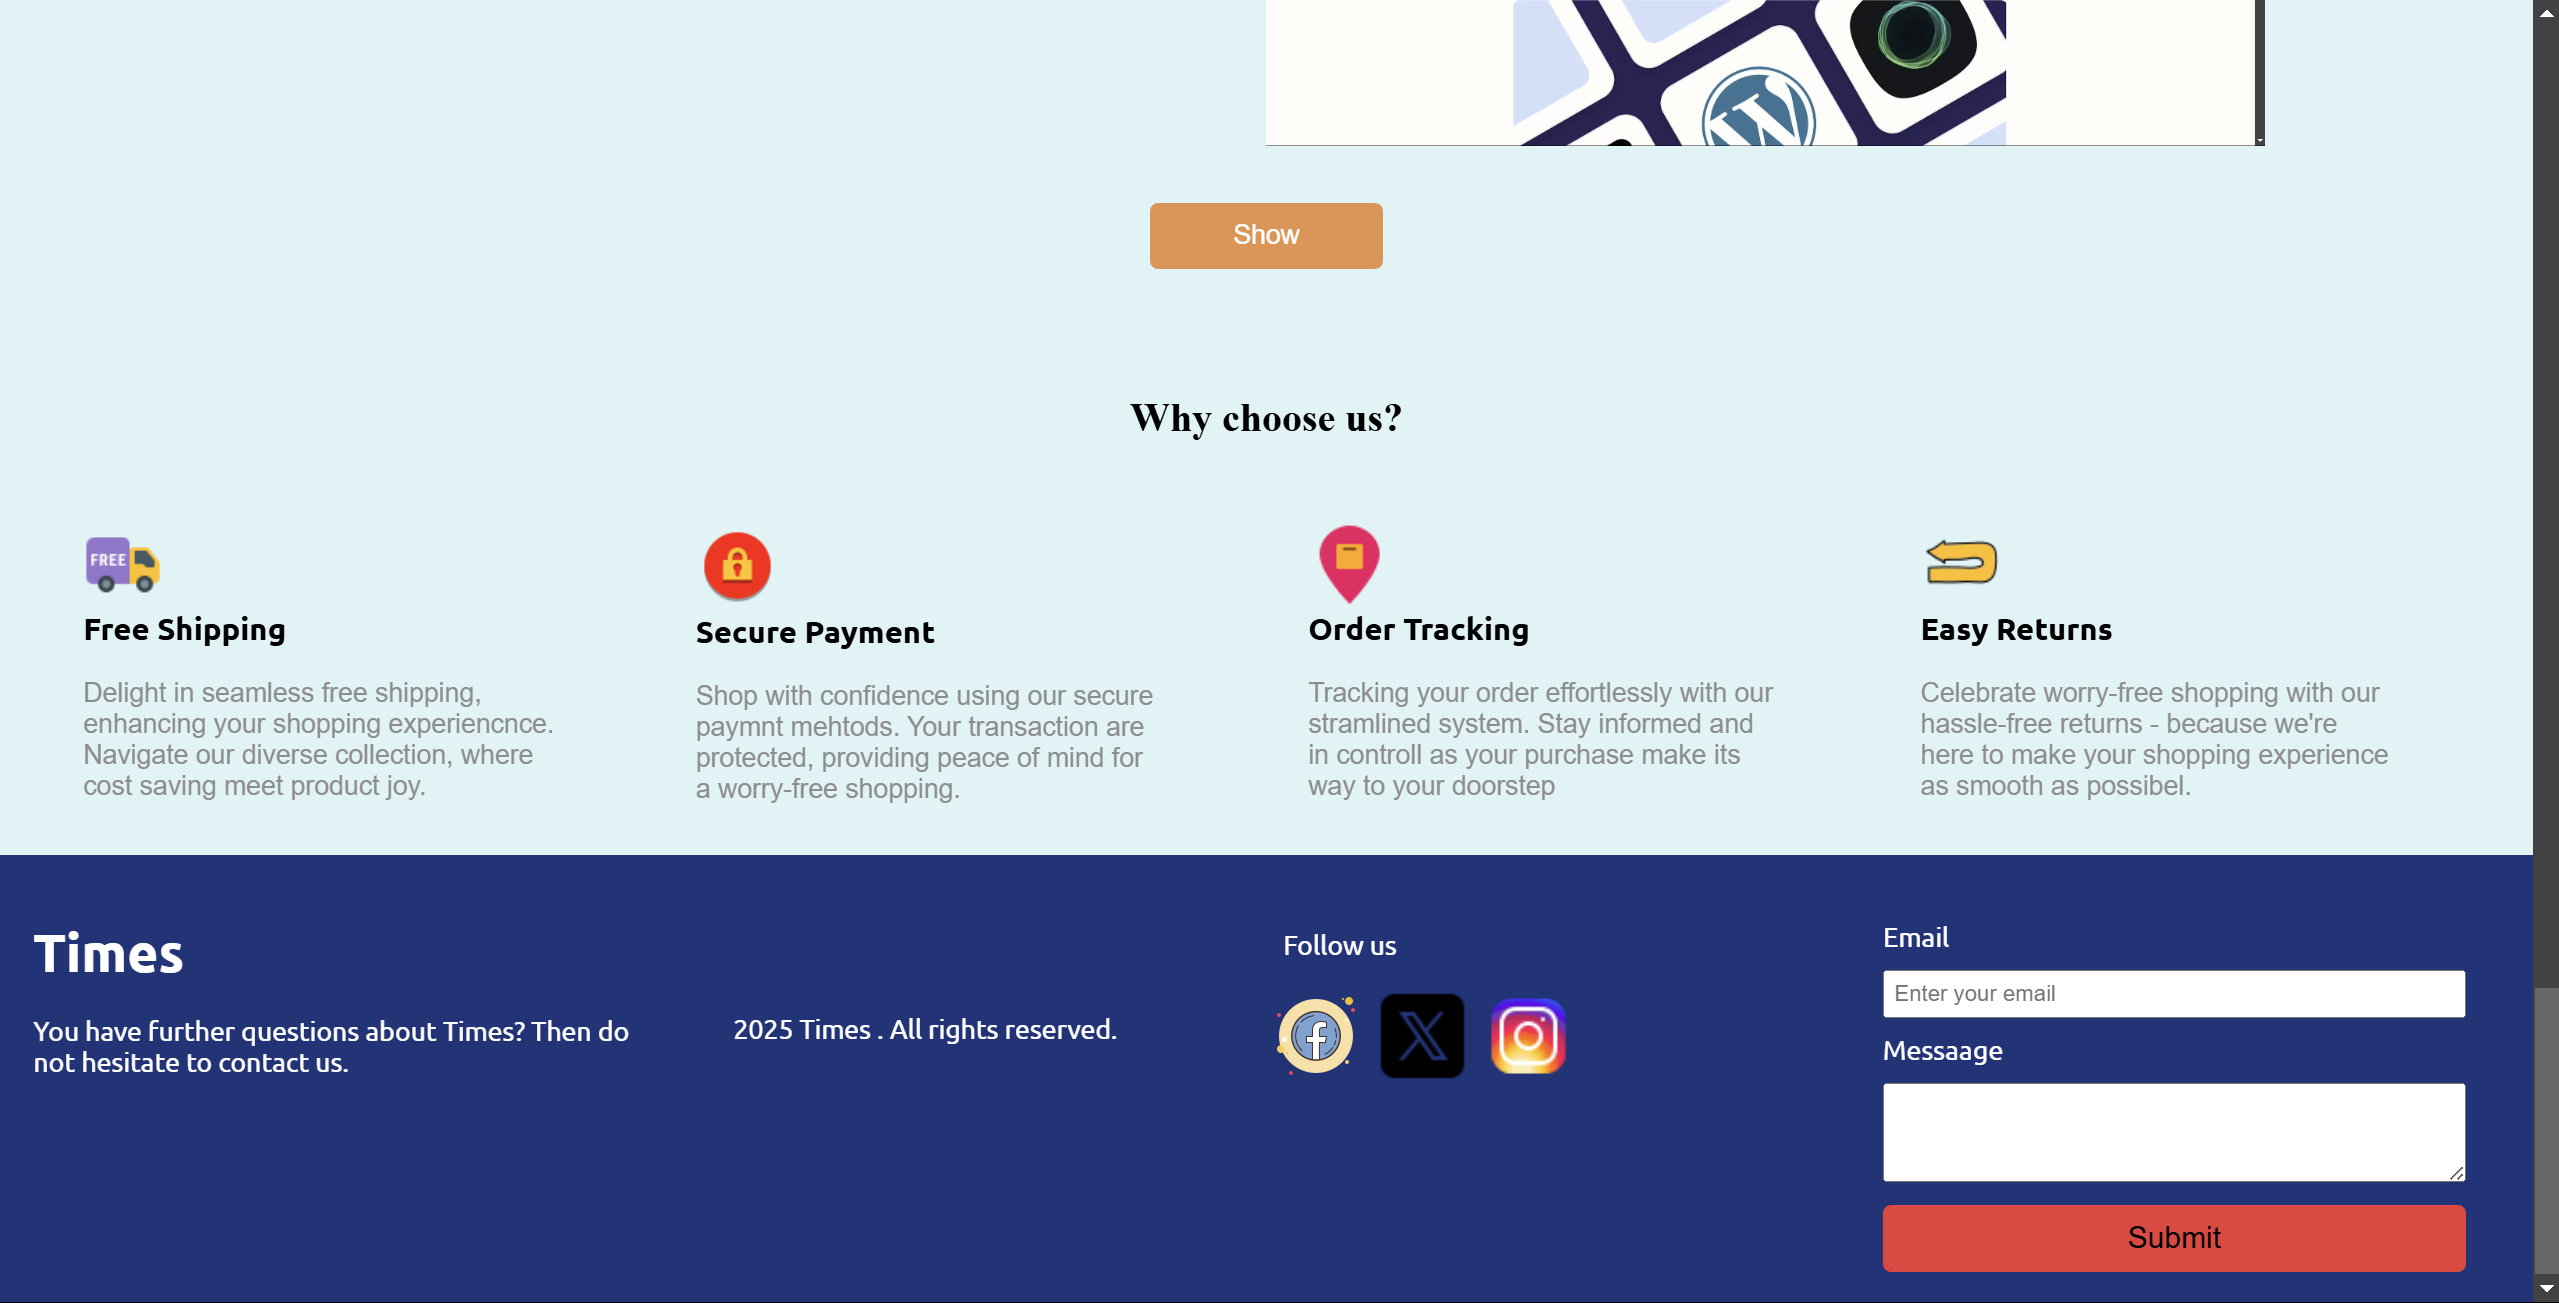 Show
Why choose us?
FREE
Free Shipping
Delight in seamless free shipping,
enhancing your shopping experiencnce.
Navigate our diverse collection, where
cost saving meet product joy.
Secure Payment
Shop with confidence using our secure
paymnt mehtods. Your transaction are
protected, providing peace of mind for
a worry-free shopping.
Order Tracking
Tracking your order effortlessly with our
stramlined system. Stay informed and
in controll as your purchase make its
way to your doorstep
Easy Returns
Celebrate worry-free shopping with our
hassle-free returns - because we're
here to make your shopping experience
as smooth as possibel.
Times
You have further questions about Times? Then do
not hesitate to contact us.
2025 Times . All rights reserved.
Follow us
Email
Enter your email
Messaage
Submit